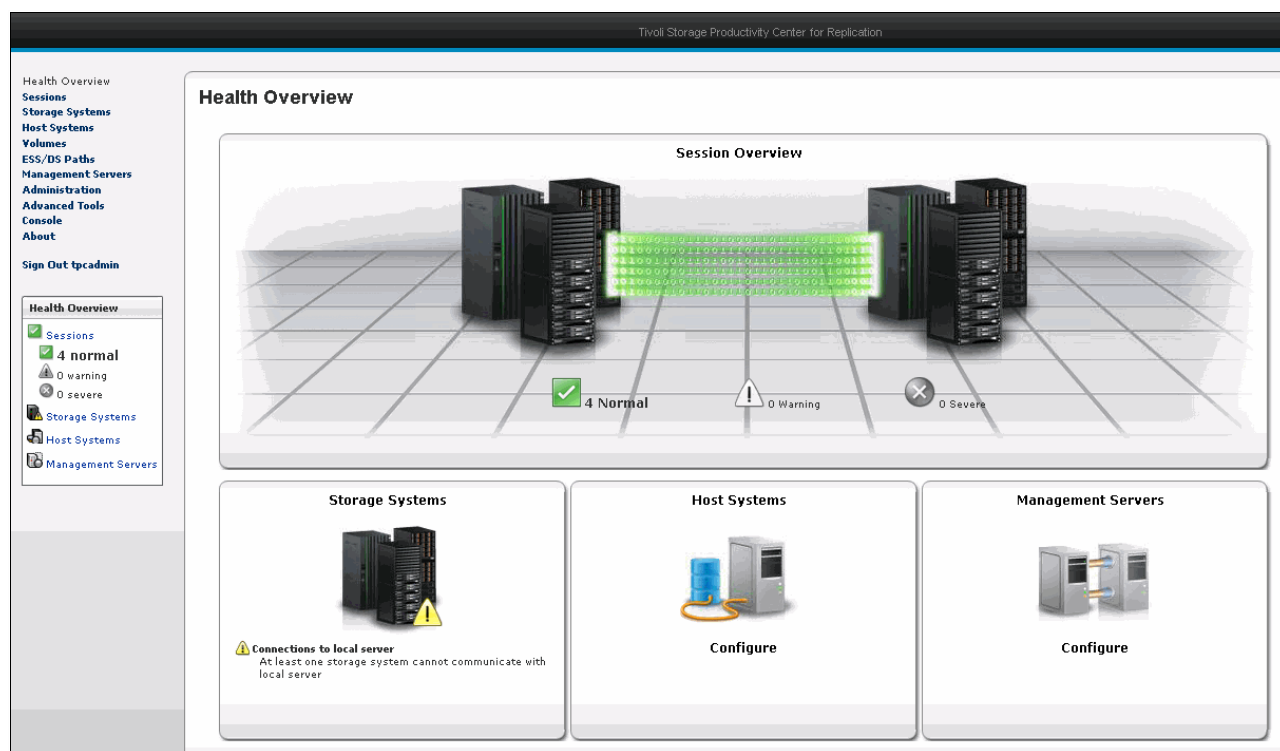 Tivoli Storage Productivity Center for Replication
Health Overview
Sessions
Storage Systems
Host Systems
Volumes
ESS/DS Paths
Management Servers
Administration
Advanced Tools
Console
About
Sign Out tpcadmin
Health Overview
Sessions
4 normal
0 warning
0 severe
Storage Systems
Host Systems
Management Servers
Health Overview
Session Overview
4 Normal
0 Warning
0 Severe
Storage Systems
Connections to local server
At least one storage system cannot communicate with
local server
Host Systems
Configure
Management Servers
Configure